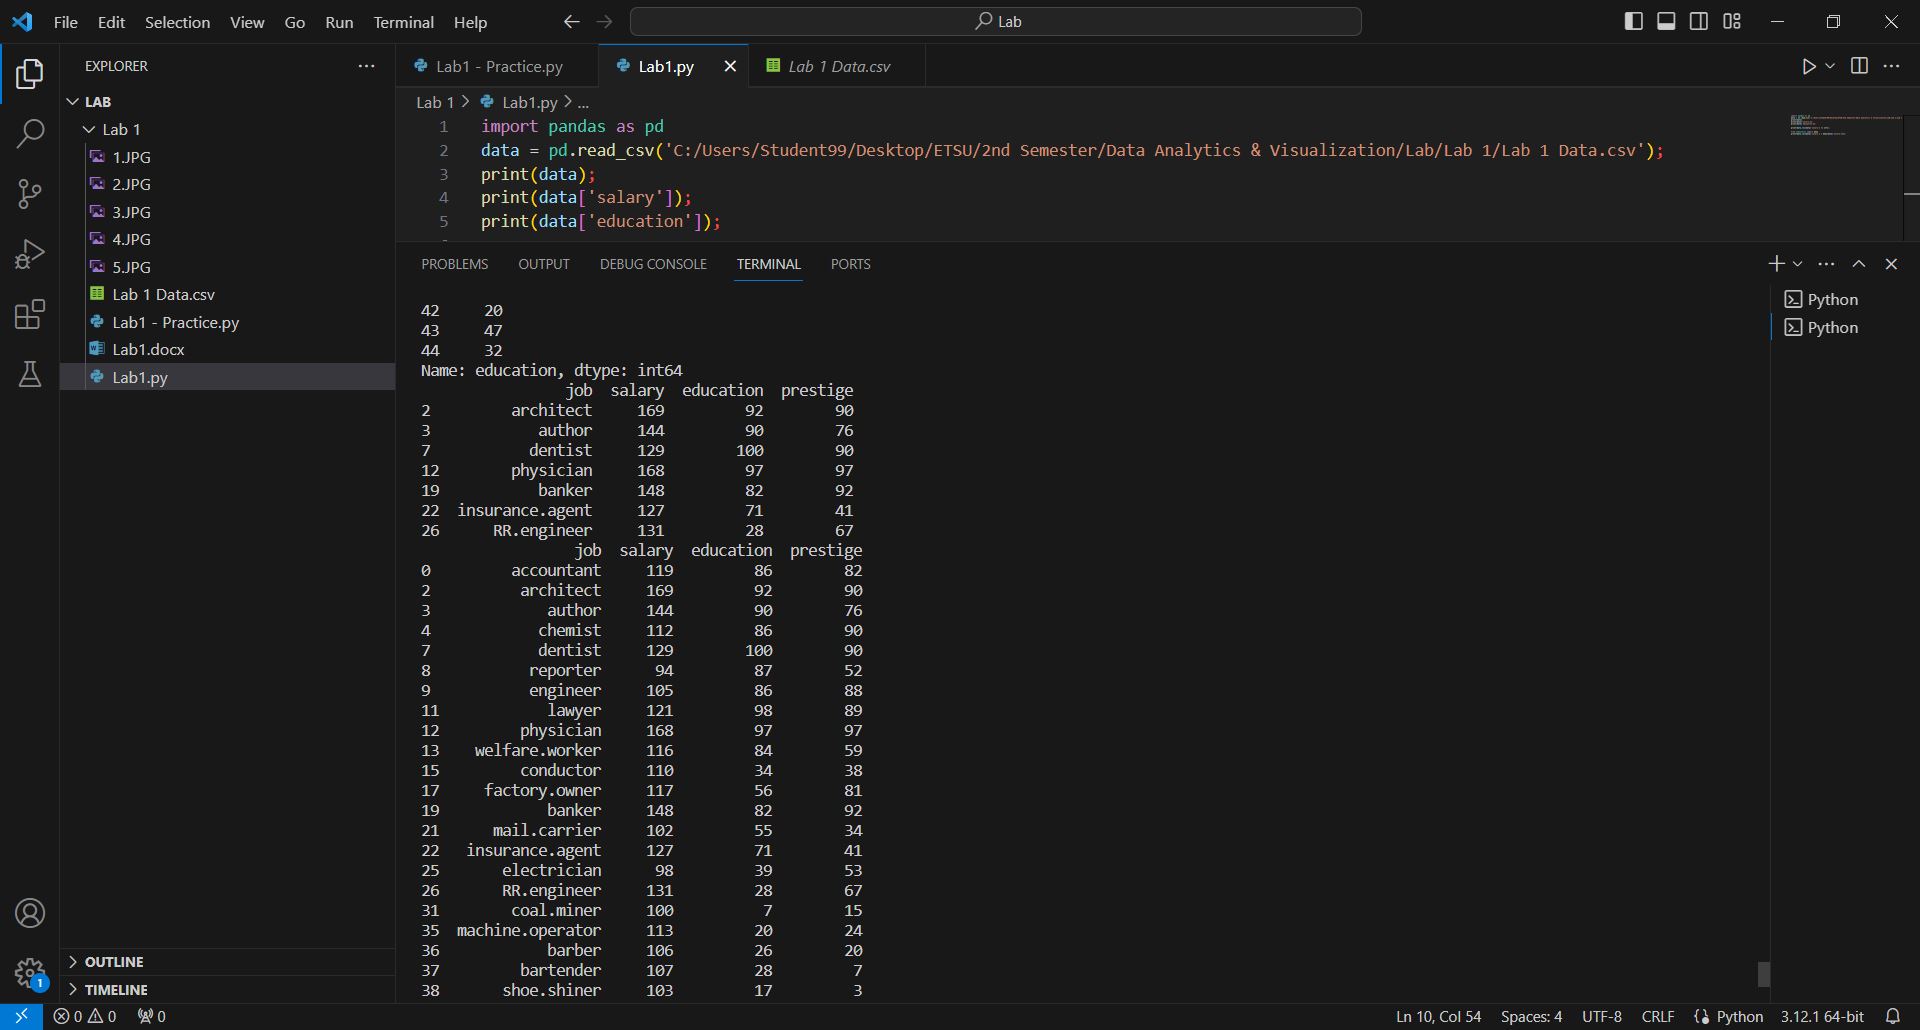 File Edit Selection View Go Run Terminal Help
Lab
EXPLORER
LAB
Lab 1
1.JPG
2.JPG
3.JPG
4.JPG
5.JPG
Lab 1 Data.csv
Lab1 - Practice.py
Lab1.docx
Lab1.py
OUTLINE
TIMELINE
Lab1 - Practice.py Lab1.py Lab 1 Data.csv
Lab 1 > Lab1.py > ...
1 import pandas as pd
2 data = pd.read_csv('C:/Users/Student99/Desktop/ETSU/2nd Semester/Data Analytics & Visualization/Lab/Lab 1/Lab 1 Data.csv');
3 print(data);
4 print(data['salary']);
5 print(data['education']);
PROBLEMS OUTPUT DEBUG CONSOLE TERMINAL PORTS
42 20
43 47
44 32
Name: education, dtype: int64
job salary education prestige
2 architect 169 92 90
3 author 144 90 76
7 dentist 129 100 90
12 physician 168 97 97
19 banker 148 82 92
22 insurance.agent 127 71 41
26 RR.engineer 131 28 67
job salary education prestige
0 accountant 119 86 82
2 architect 169 92 90
3 author 144 90 76
4 chemist 112 86 90
7 dentist 129 100 90
8 reporter 94 87 52
9 engineer 105 86 88
11 lawyer 121 98 89
12 physician 168 97 97
13 welfare.worker 116 84 59
15 conductor 110 34 38
17 factory.owner 117 56 81
19 banker 148 82 92
21 mail.carrier 102 55 34
22 insurance.agent 127 71 41
25 electrician 98 39 53
26 RR.engineer 131 28 67
31 coal.miner 100 7 15
35 machine.operator 113 20 24
36 barber 106 26 20
37 bartender 107 28 7
38 shoe.shiner 103 17 3
Python
Python
1
0 0 0
Ln 10, Col 54 Spaces: 4 UTF-8 CRLF Python 3.12.1 64-bit